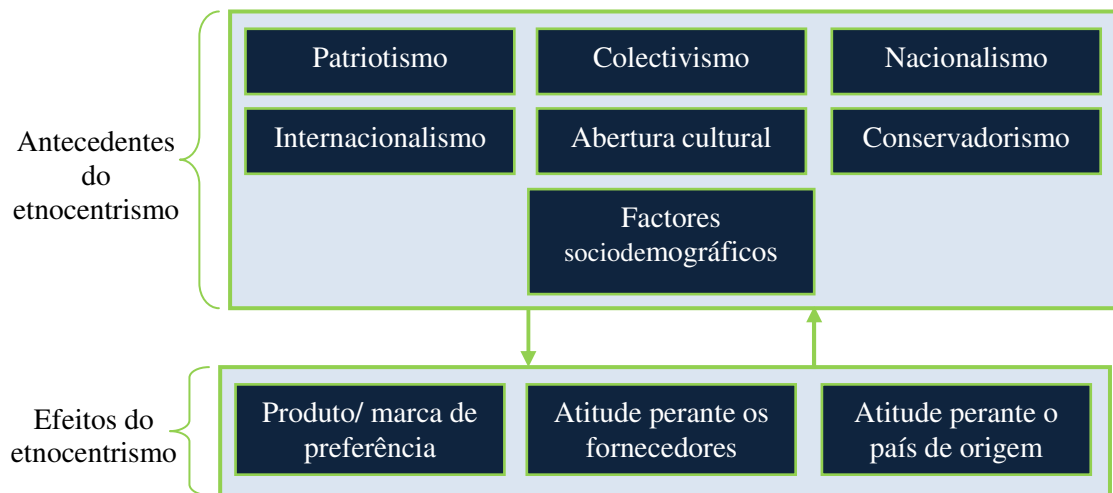 Antecedentes
do
etnocentrismo
Patriotismo
Colectivismo
Nacionalismo
Internacionalismo
Abertura cultural
Conservadorismo
Factores
sociodemográficos
Efeitos do
etnocentrismo
Produto/ marca de
preferência
Atitude perante os
fornecedores
Atitude perante o
país de origem